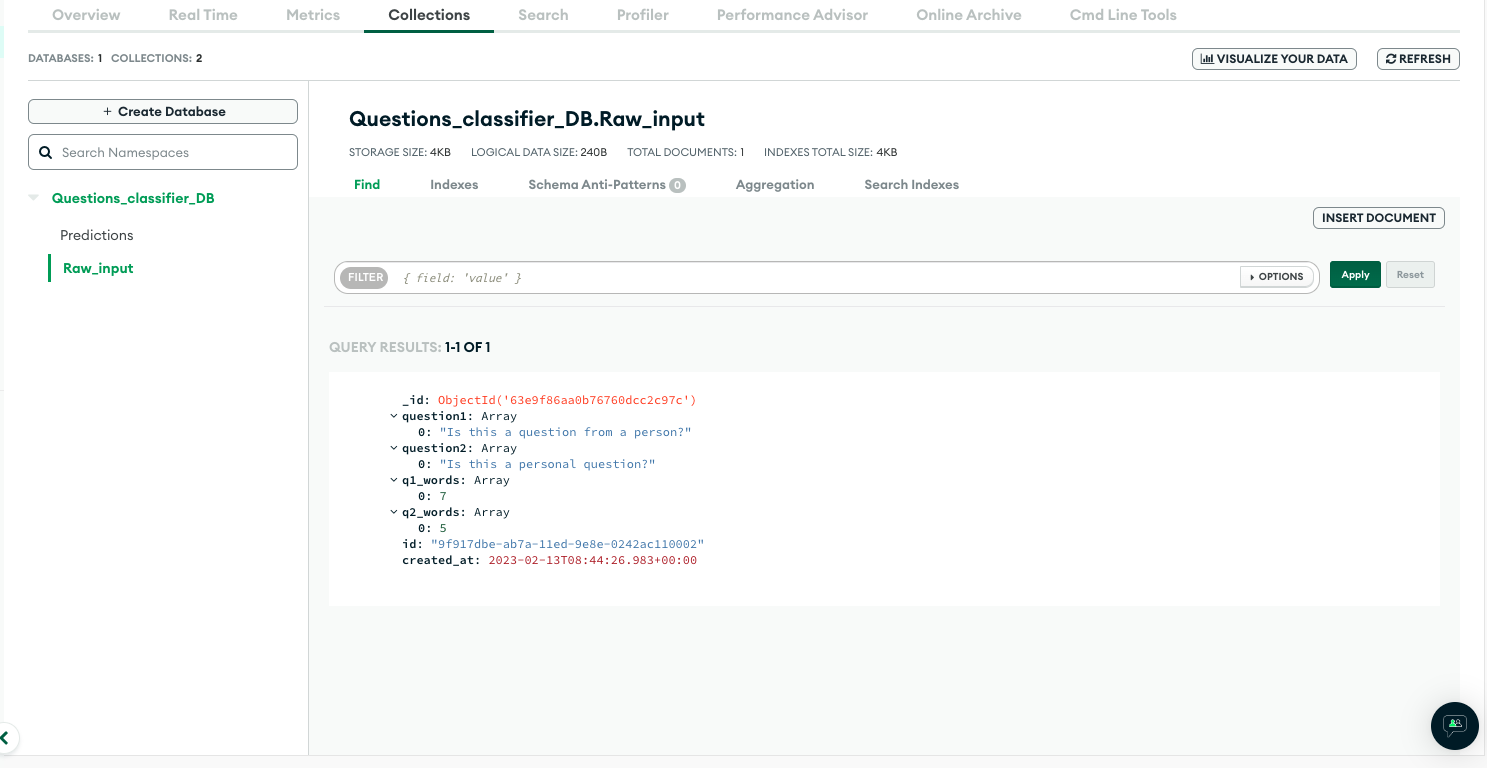 Overview Real Time Metrics Collections Search Profiler Performance Advisor Online Archive Cmd Line Tools
DATABASES: 1 COLLECTIONS: 2
VISUALIZE YOUR DATA REFRESH
+ Create Database
Search Namespaces
Questions_classifier_DB
Predictions
Raw_input
Questions_classifier_DB.Raw_input
STORAGE SIZE: 4KB LOGICAL DATA SIZE: 240B TOTAL DOCUMENTS: 1 INDEXES TOTAL SIZE: 4KB
Find Indexes Schema Anti-Patterns 0 Aggregation Search Indexes
INSERT DOCUMENT
FILTER { field: 'value' } OPTIONS Apply Reset
QUERY RESULTS: 1-1 OF 1
_id: ObjectId('63e9f86aa0b76760dcc2c97c')
question1: Array
0: "Is this a question from a person?"
question2: Array
0: "Is this a personal question?"
q1_words: Array
0: 7
q2_words: Array
0: 5
id: "9f917dbe-ab7a-11ed-9e8e-0242ac110002"
created_at: 2023-02-13T08:44:26.983+00:00